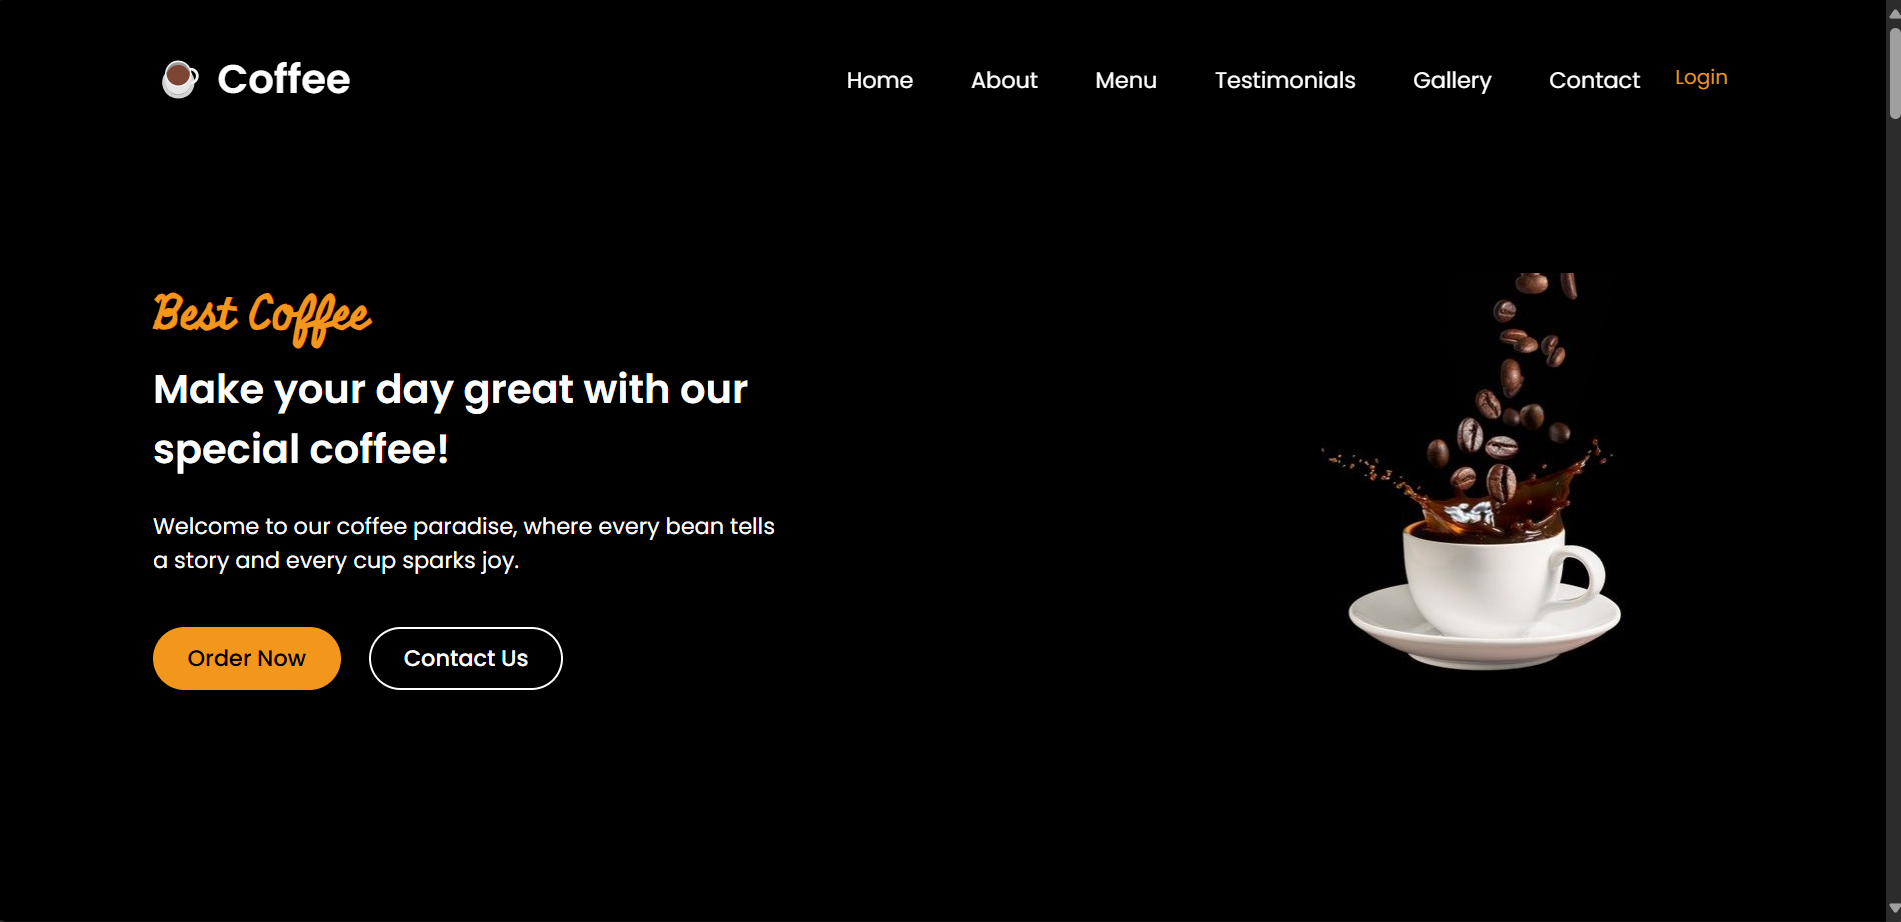 Coffee
Home About Menu Testimonials Gallery Contact Login
Best Coffee
Make your day great with our
special coffee!
Welcome to our coffee paradise, where every bean tells
a story and every cup sparks joy.
Order Now Contact Us